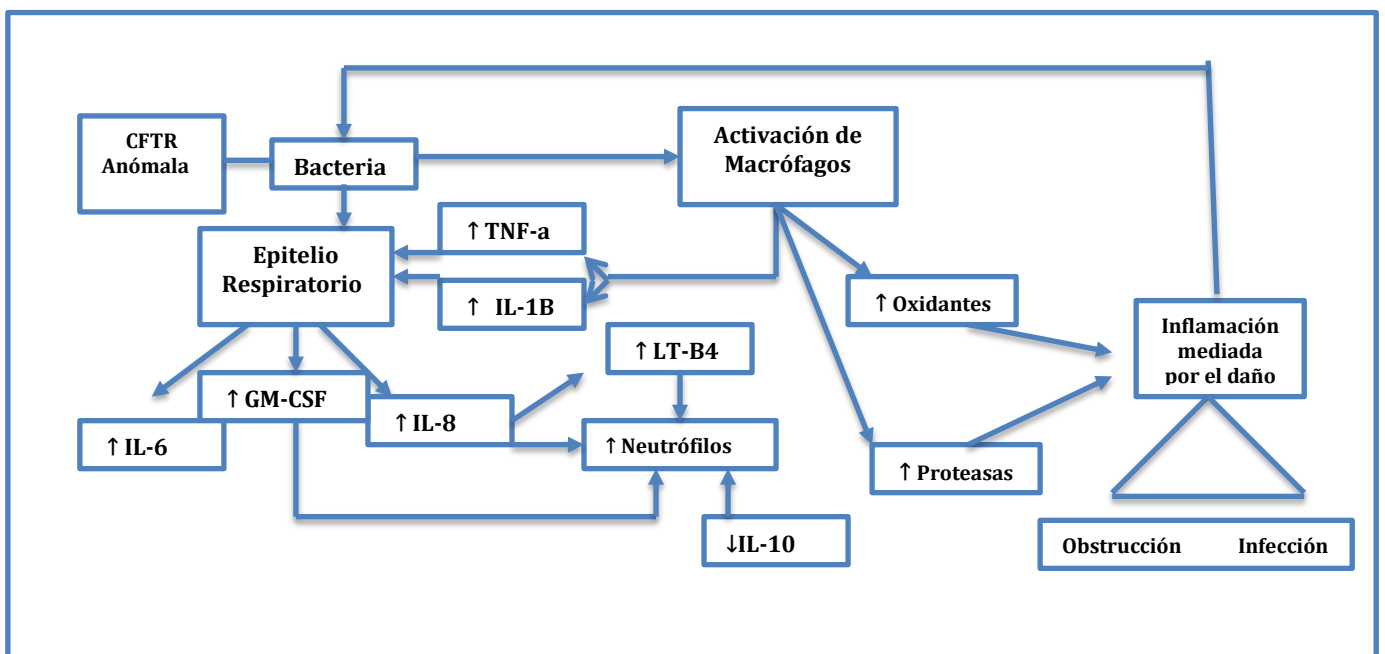 CFTR
Anómala
Bacteria
Activación de
Macrófagos
↑ TNF-a
Epitelio
Respiratorio
↑ IL-1B
↑ Oxidantes
Inflamación
mediada
por el daño
↑ LT-B4
↑ GM-CSF
↑ IL-8
↑ IL-6
↑ Neutrófilos
↑ Proteasas
↓IL-10
Obstrucción Infección